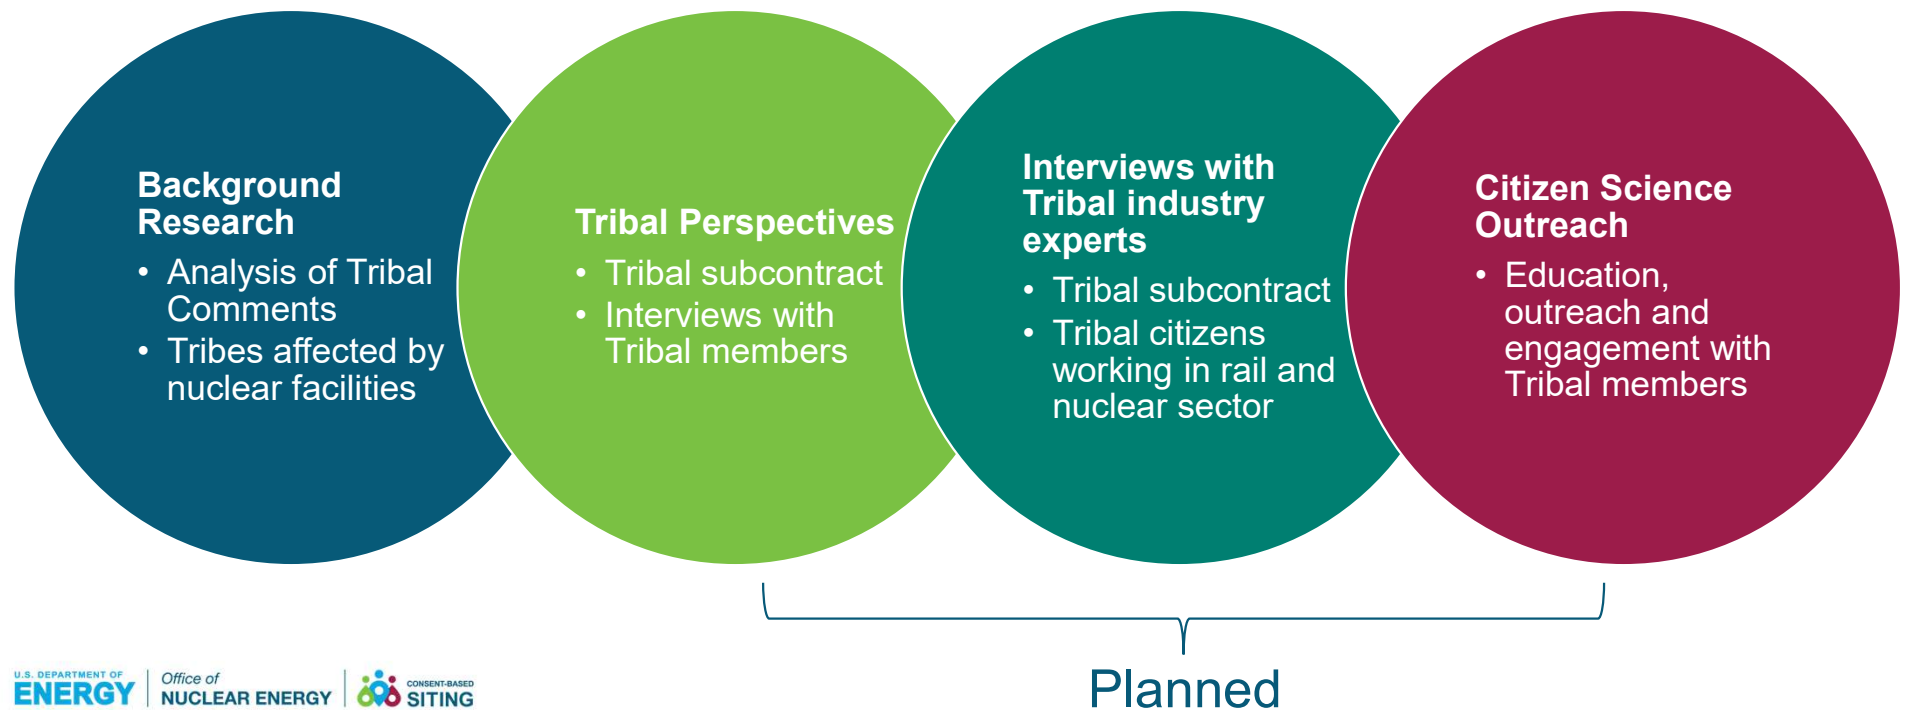 Background
Research
• Analysis of Tribal
Comments
• Tribes affected by
nuclear facilities
Tribal Perspectives
• Tribal subcontract
• Interviews with
Tribal members
Interviews with
Tribal industry
experts
• Tribal subcontract
• Tribal citizens
working in rail and
nuclear sector
Citizen Science
Outreach
• Education,
outreach and
engagement with
Tribal members
Planned
U.S. DEPARTMENT OF
ENERGY
Office of
NUCLEAR ENERGY
CONSENT-BASED
SITING